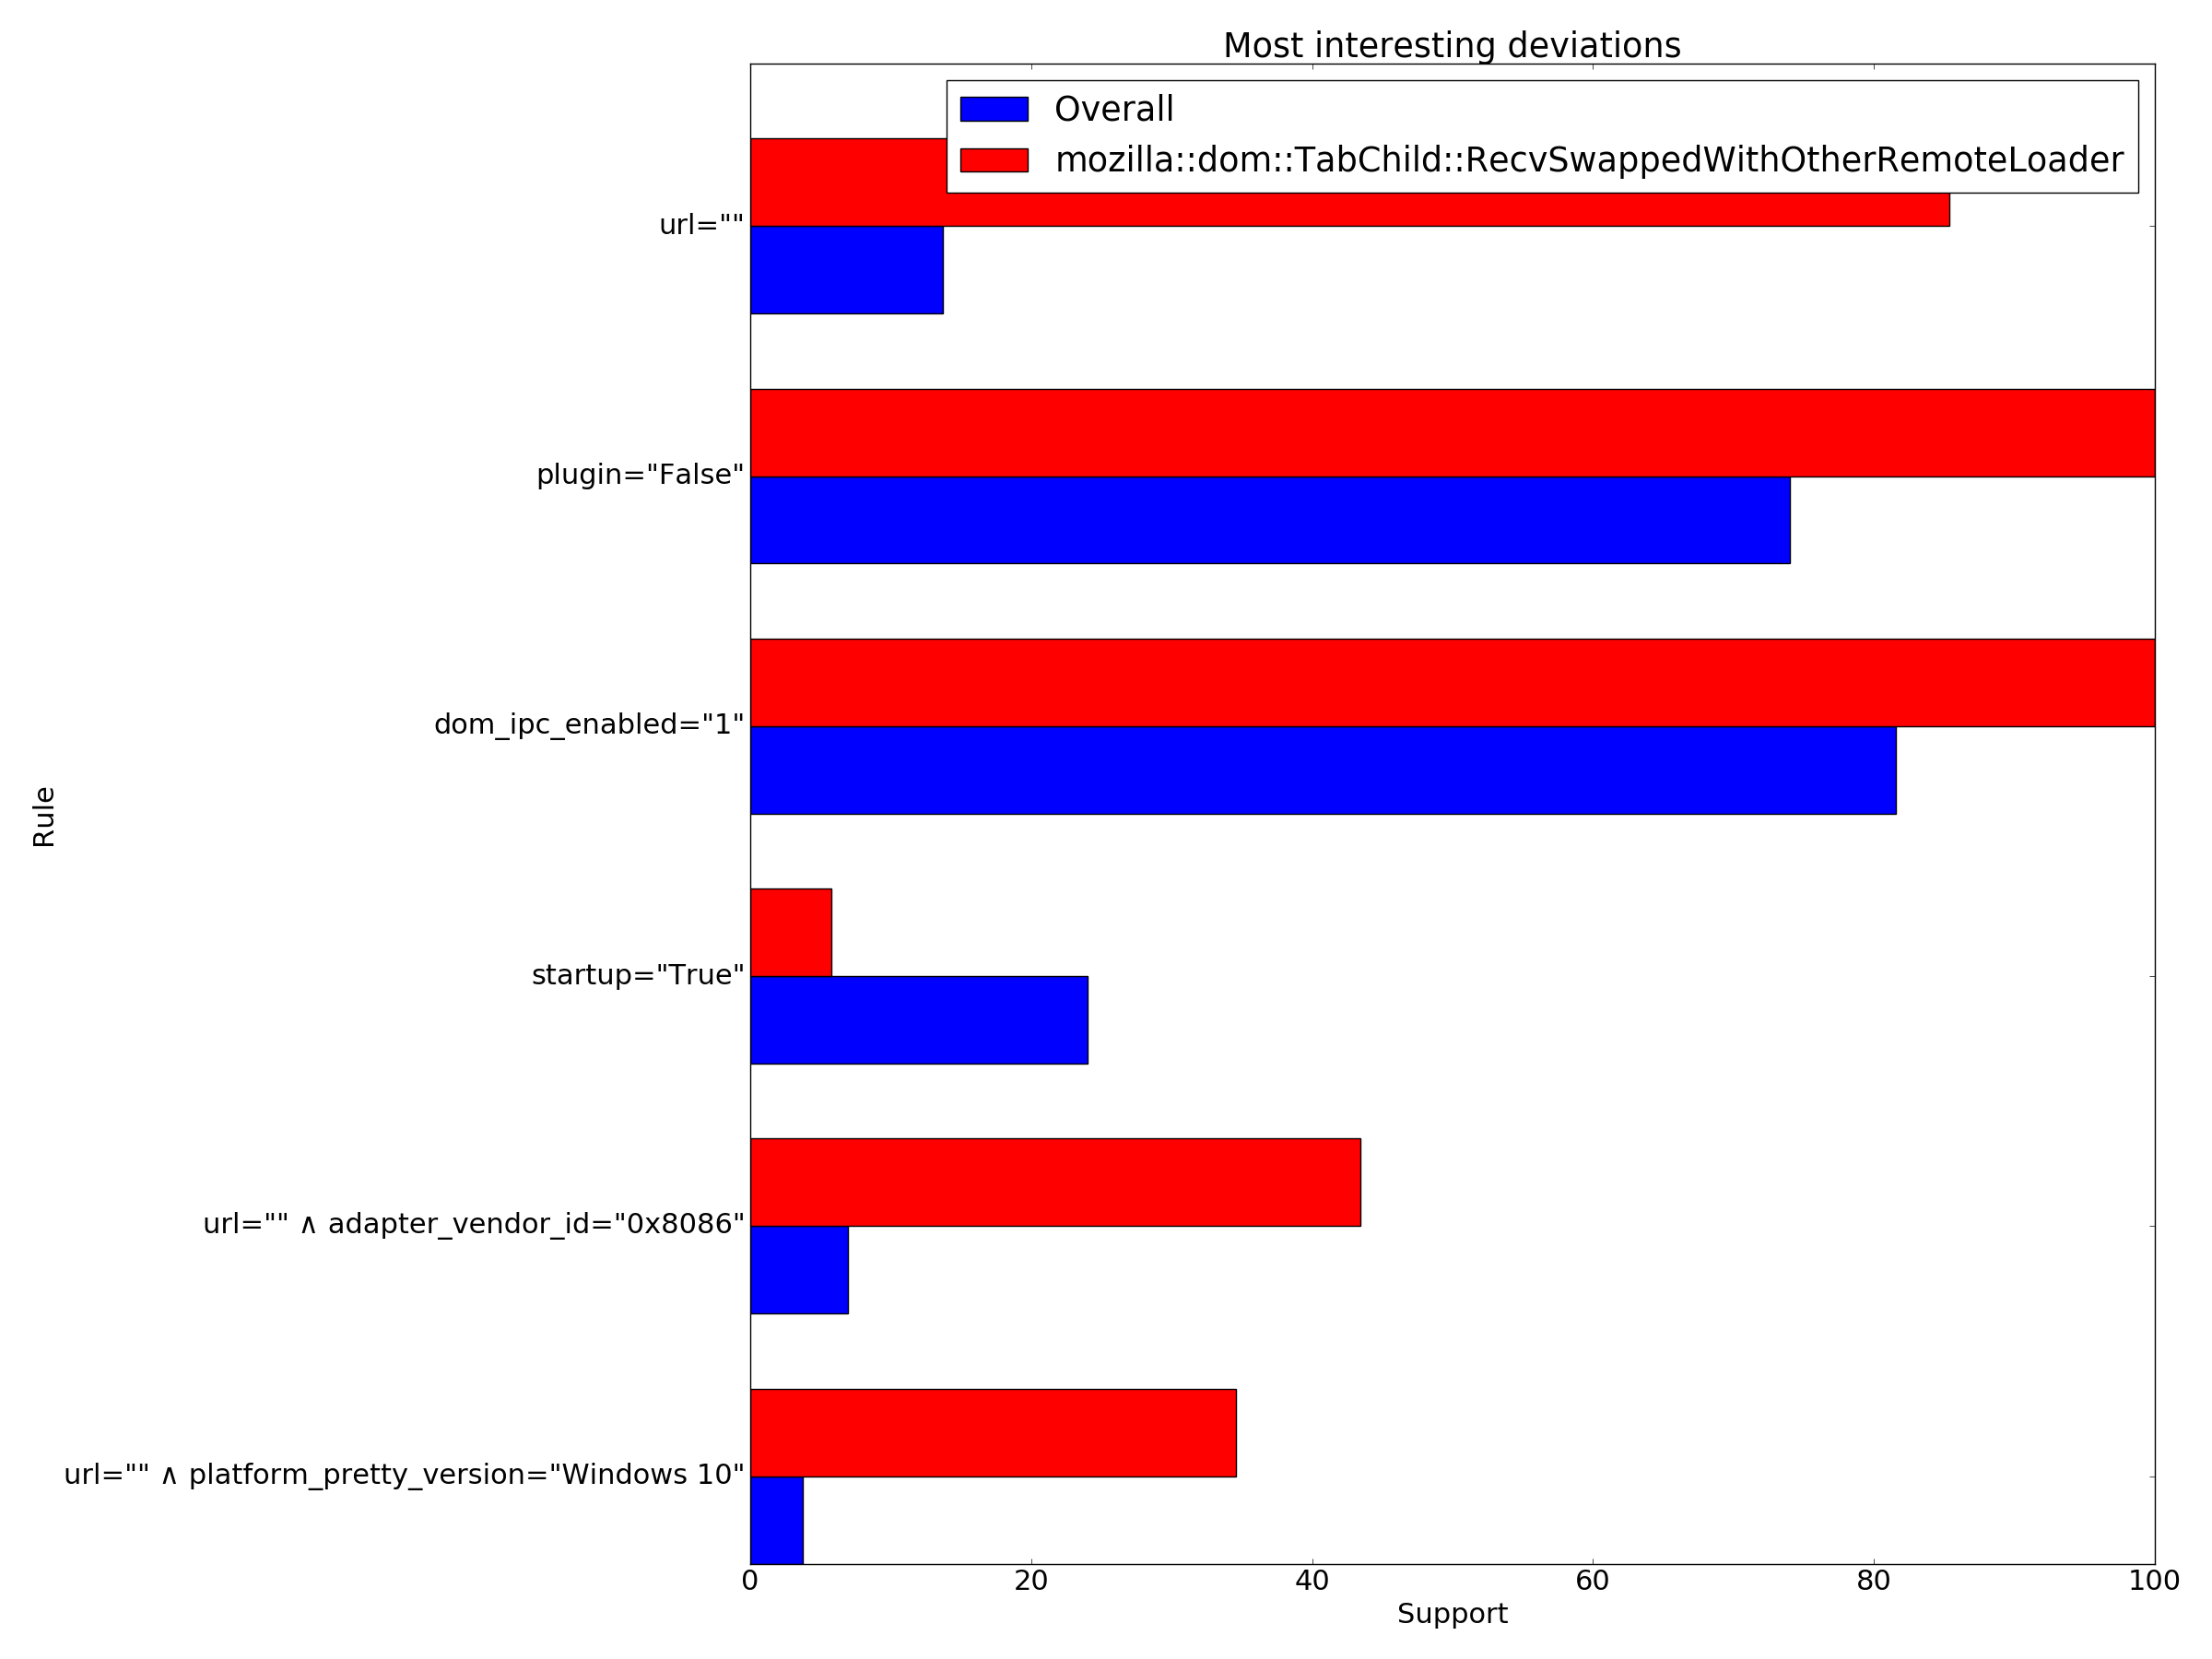 Most interesting deviations
Overall
mozilla::dom::TabChild::RecvSwappedWithOtherRemoteLoader
url=""
plugin="False"
dom_ipc_enabled="1"
Rule
startup="True"
url="" ∧ adapter_vendor_id="0x8086"
url="" ∧ platform_pretty_version="Windows 10"
0 20 40 60 80 100
Support